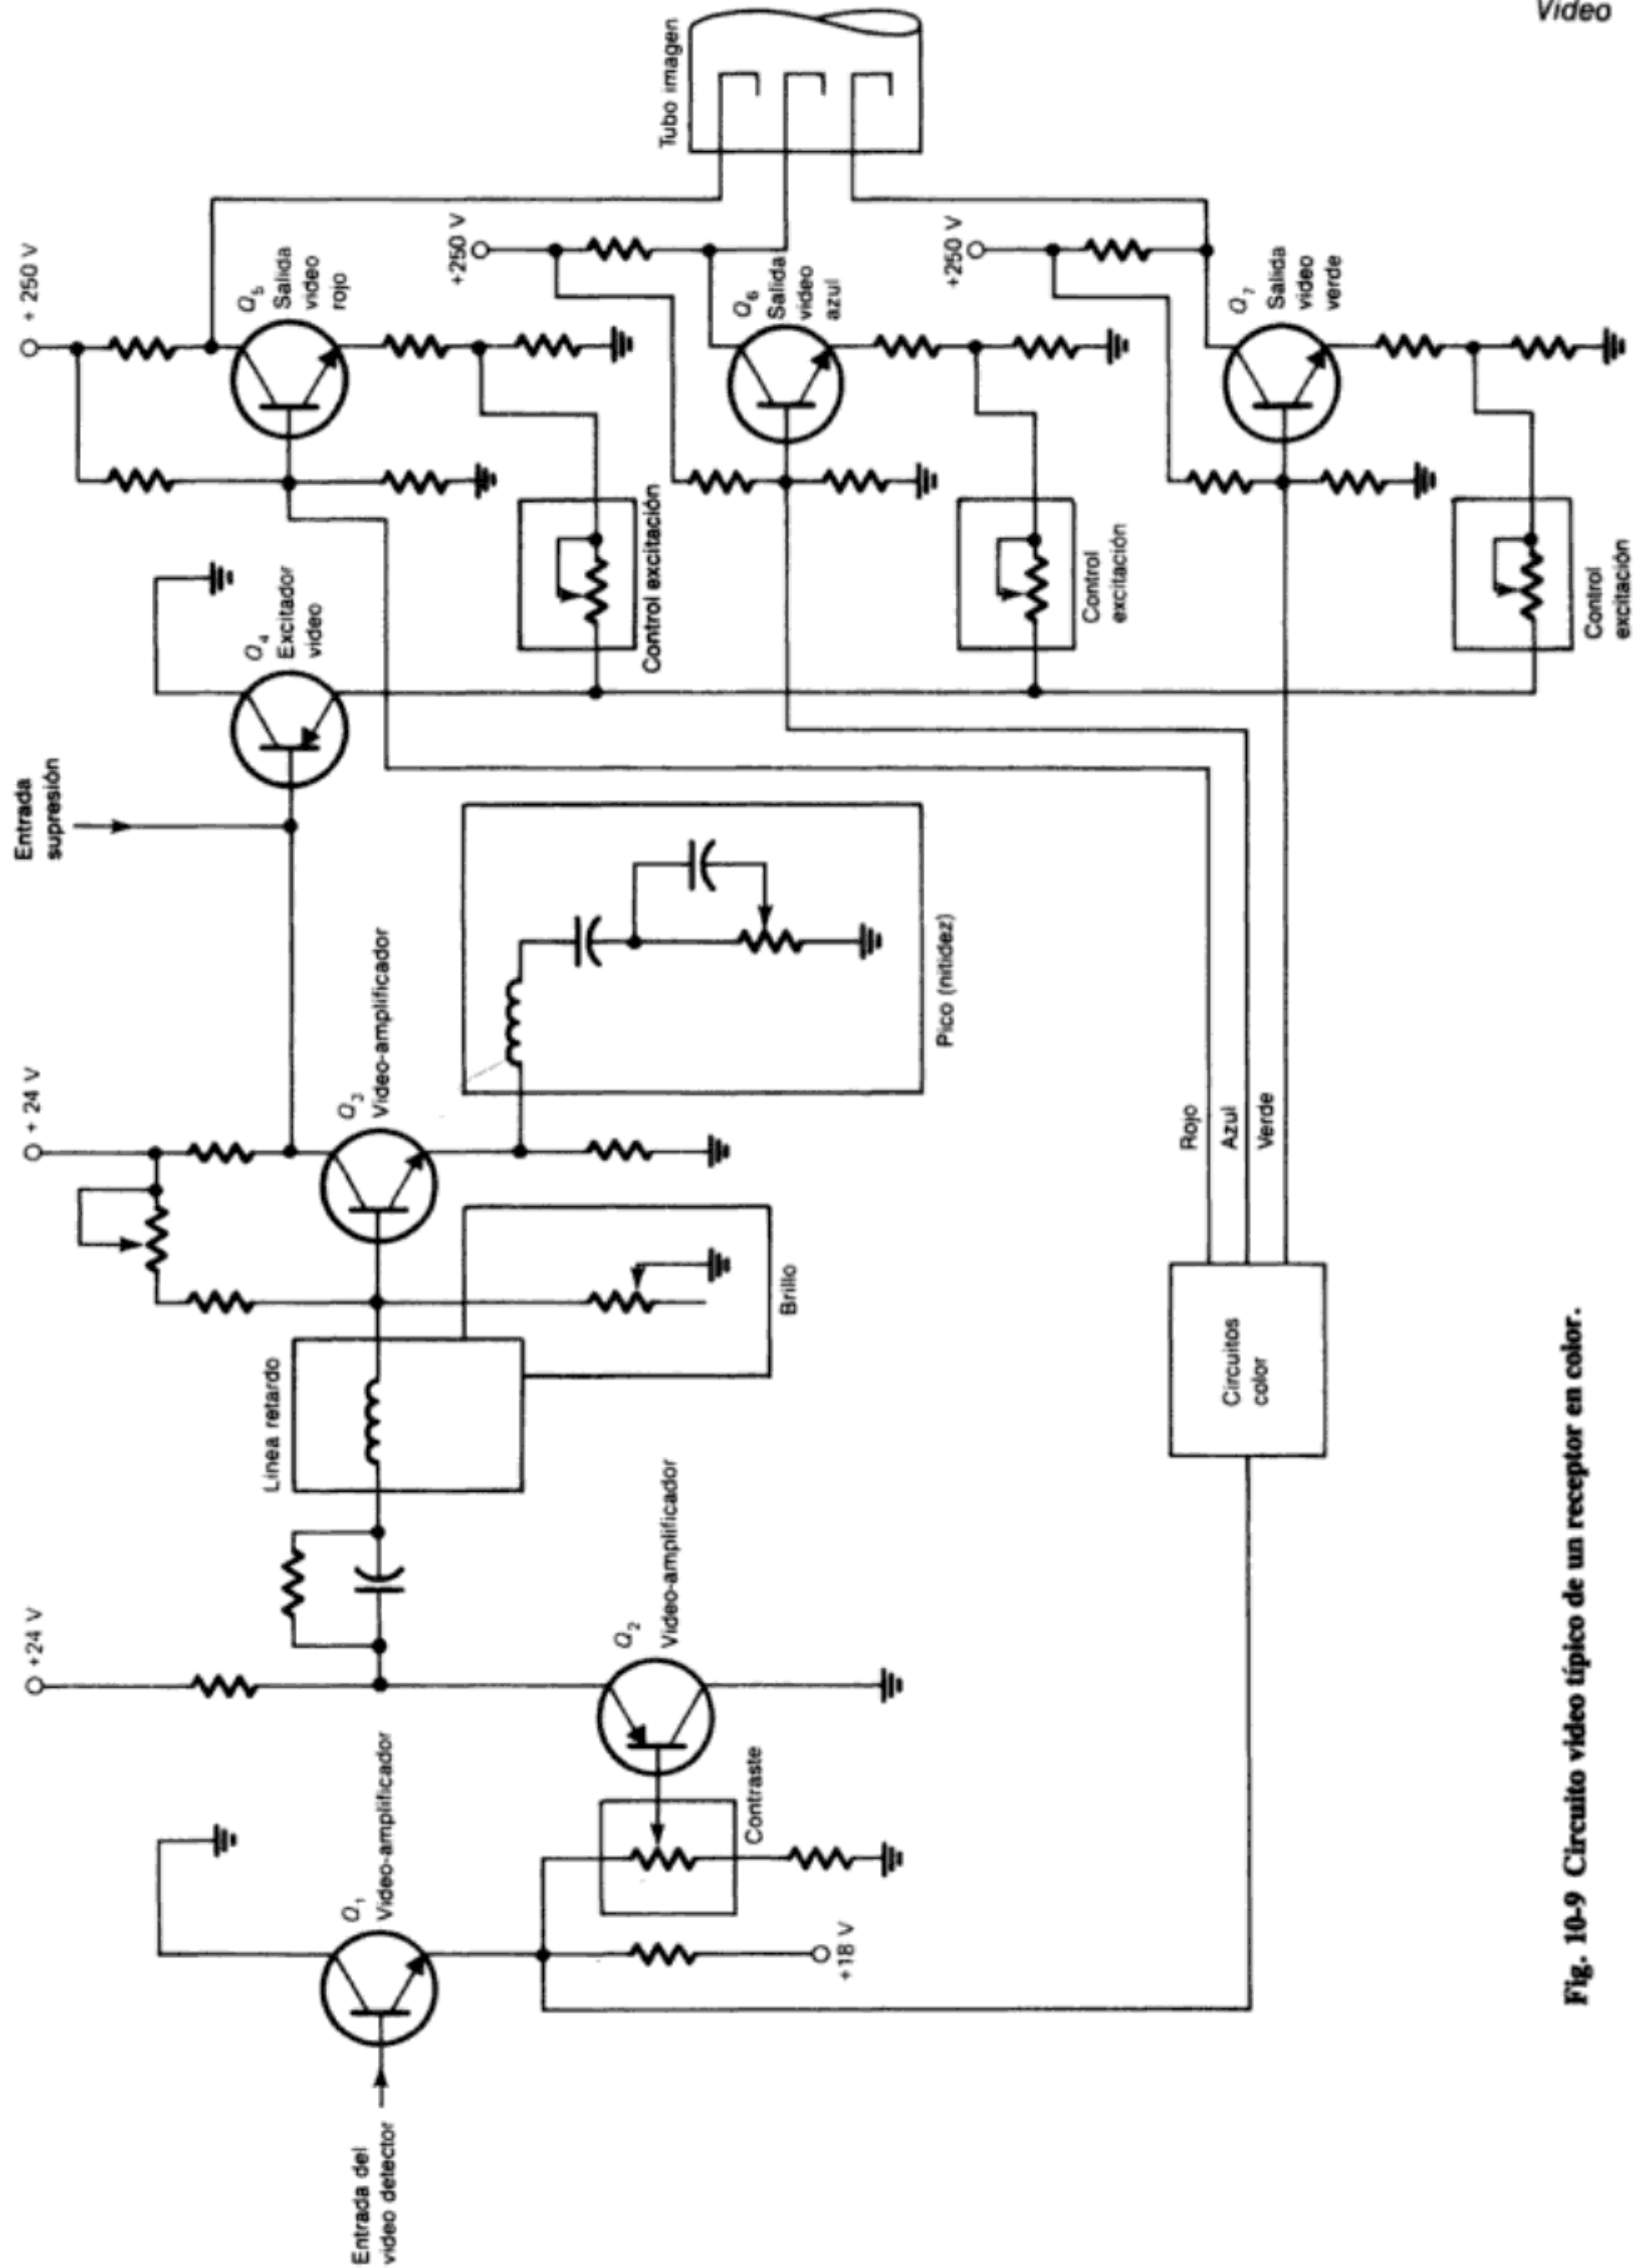 Video
Entrada del
video detector
Q1
Video-amplificador
+18 V
Contraste
+24 V
Q2
Video-amplificador
Línea retardo
Brillo
+ 24 V
Q3
Video-amplificador
Pico (nitidez)
Entrada
supresión
Q4
Excitador
video
Control excitación
Control
excitación
Control
excitación
+ 250 V
Q5
Salida
video
rojo
+250 V
Q6
Salida
video
azul
+250 V
Q7
Salida
video
verde
Tubo imagen
Rojo
Azul
Verde
Circuitos
color
Fig. 10-9 Circuito video típico de un receptor en color.